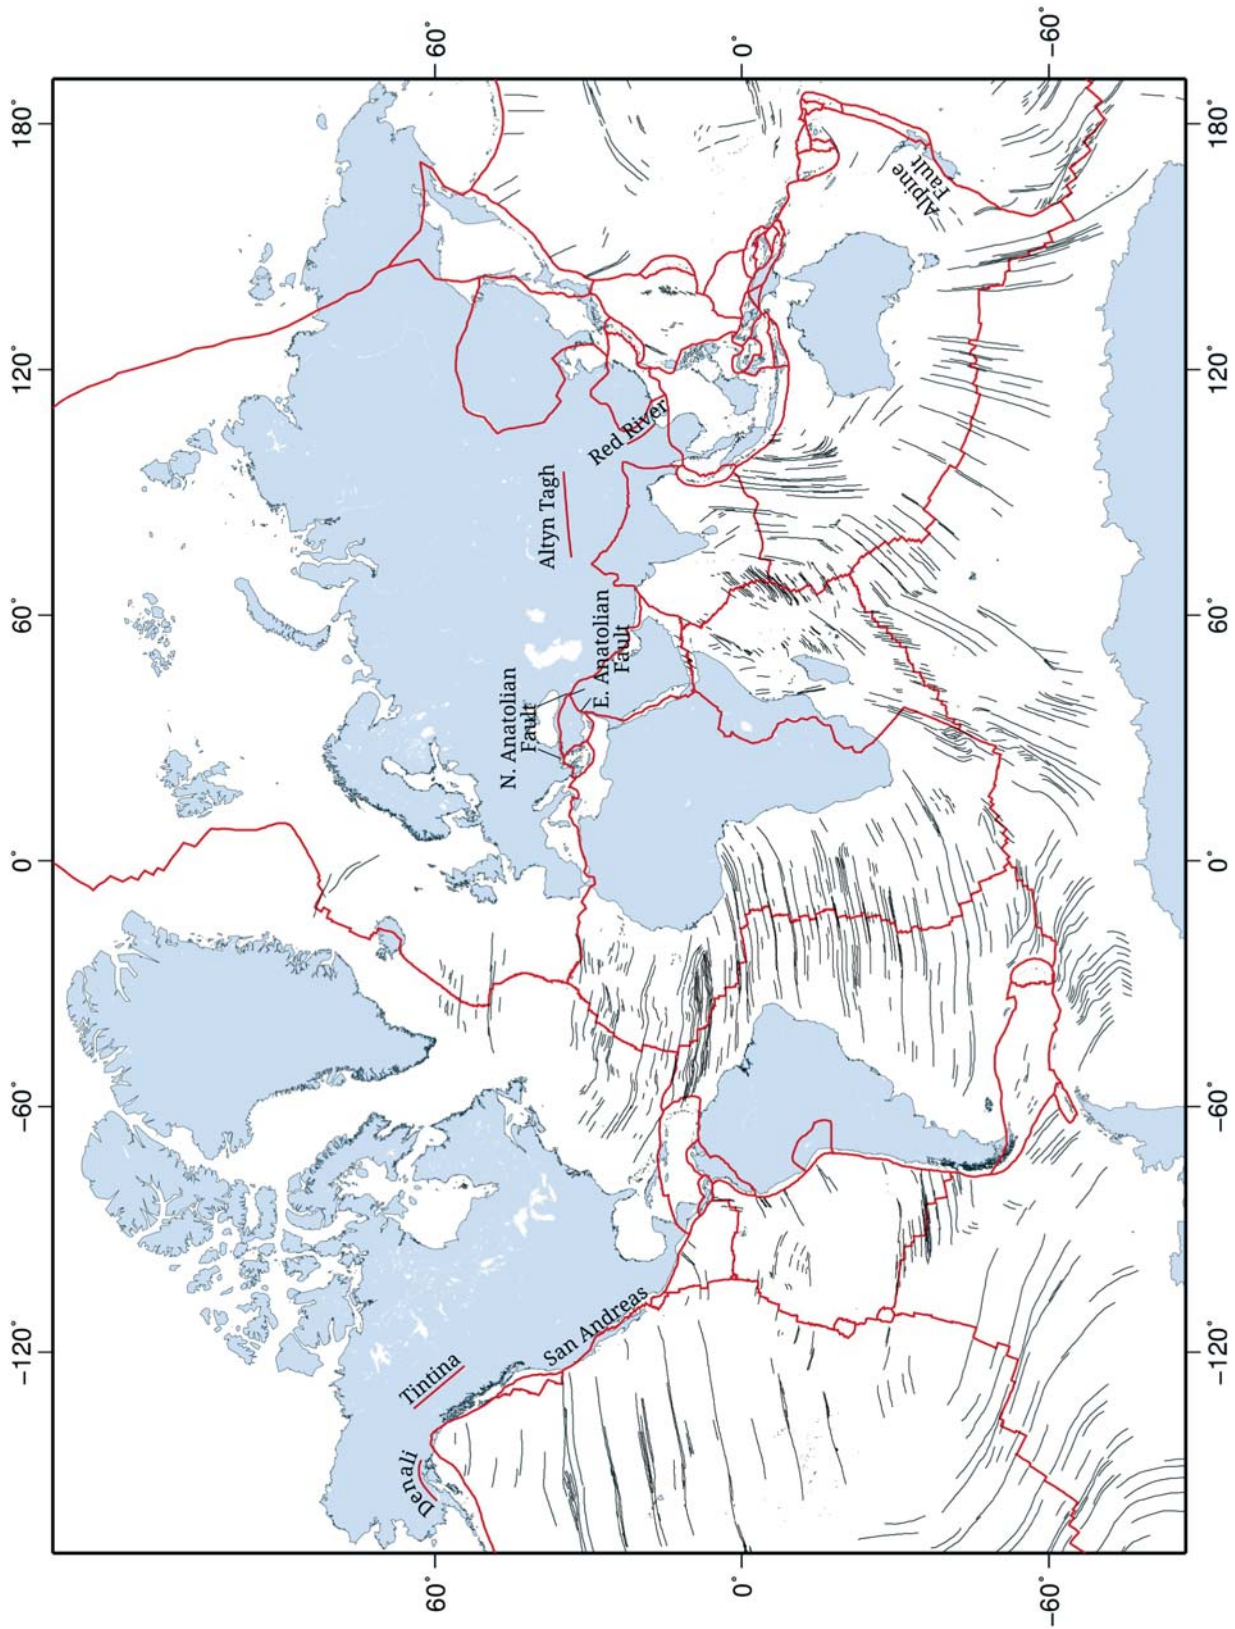 180°
120°
60°
0°
−60°
−120°
60°
0°
−60°
Alpine
Fault
Red River
Altyn Tagh
E. Anatolian
Fault
N. Anatolian
Fault
San Andreas
Tintina
Denali
60°
0°
−60°
180°
120°
60°
0°
−60°
−120°